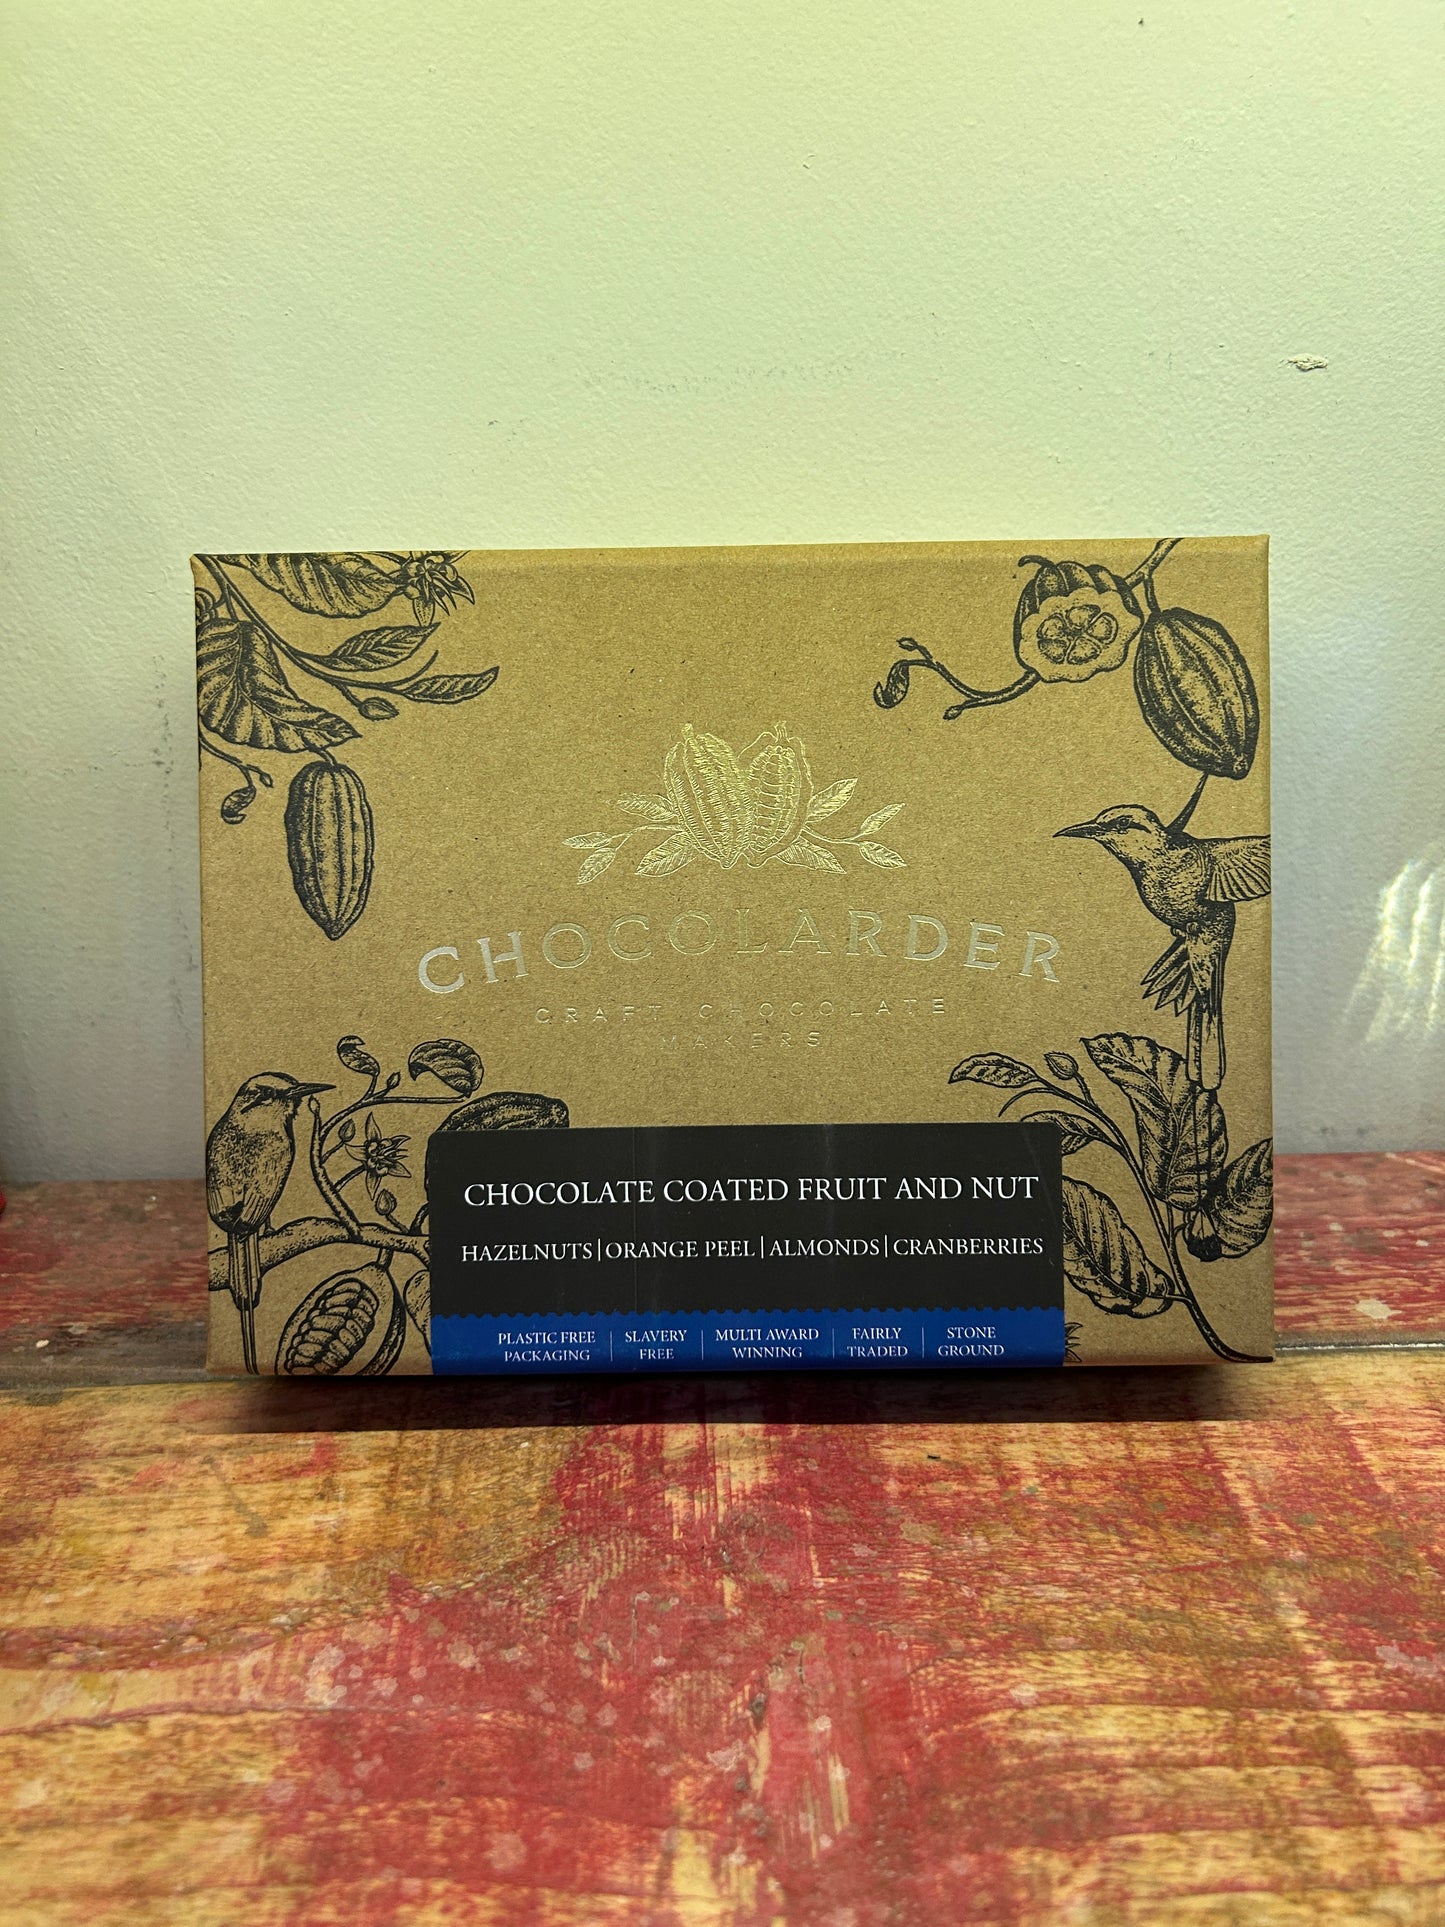 CHOCOLARDER
CRAFT CHOCOLATE
MAKERS
CHOCOLATE COATED FRUIT AND NUT
HAZELNUTS|ORANGE PEEL|ALMONDS|CRANBERRIES
PLASTIC FREE
PACKAGING
SLAVERY
FREE
MULTI AWARD
WINNING
FAIRLY
TRADED
STONE
GROUND